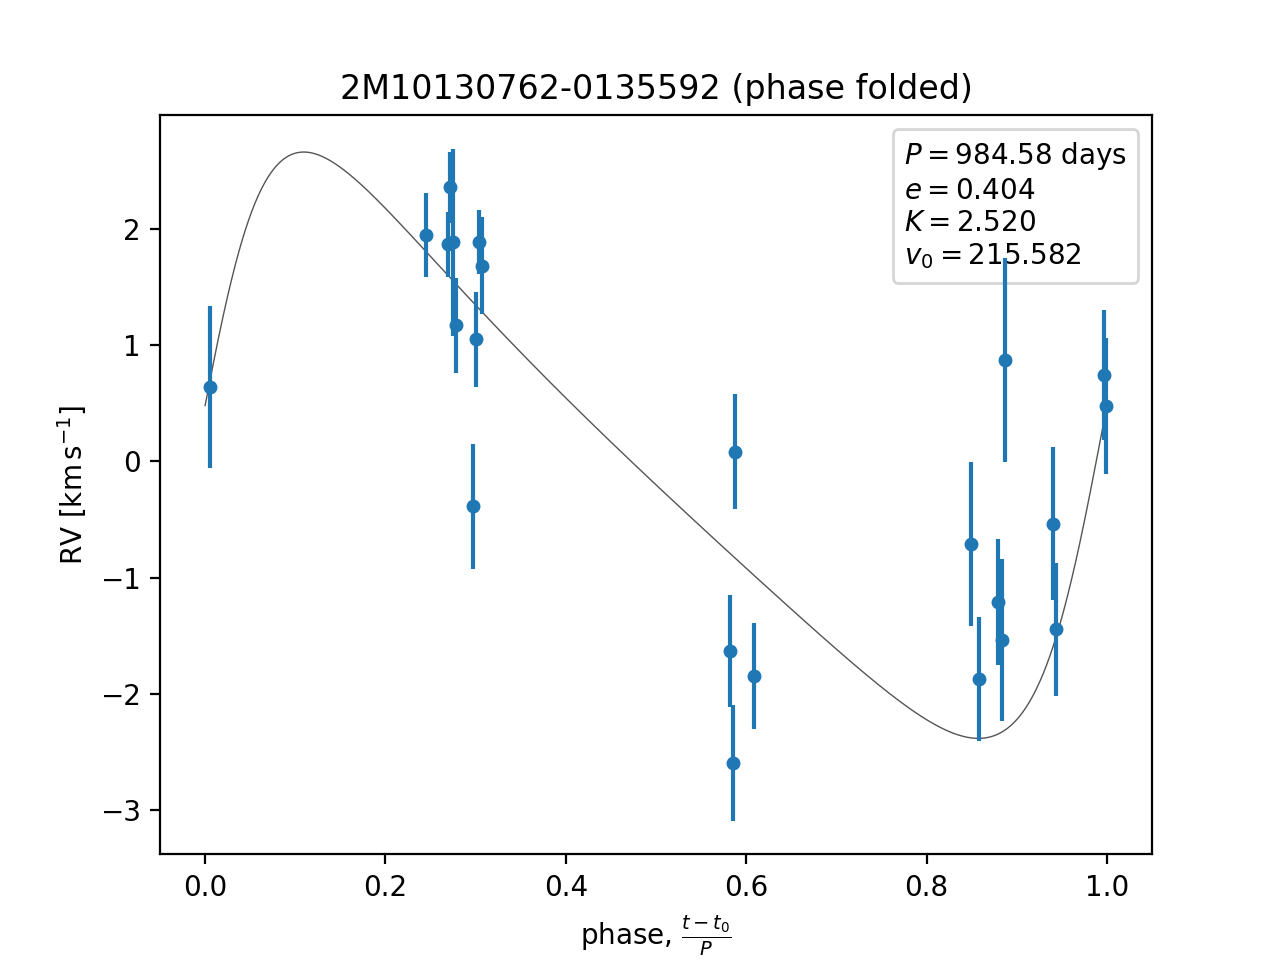 2M10130762-0135592 (phase folded)
P = 984.58 days
e = 0.404
K = 2.520
v₀ = 215.582
RV [km s⁻¹]
2
1
0
−1
−2
−3
0.0 0.2 0.4 0.6 0.8 1.0
phase, (t − t₀)/P